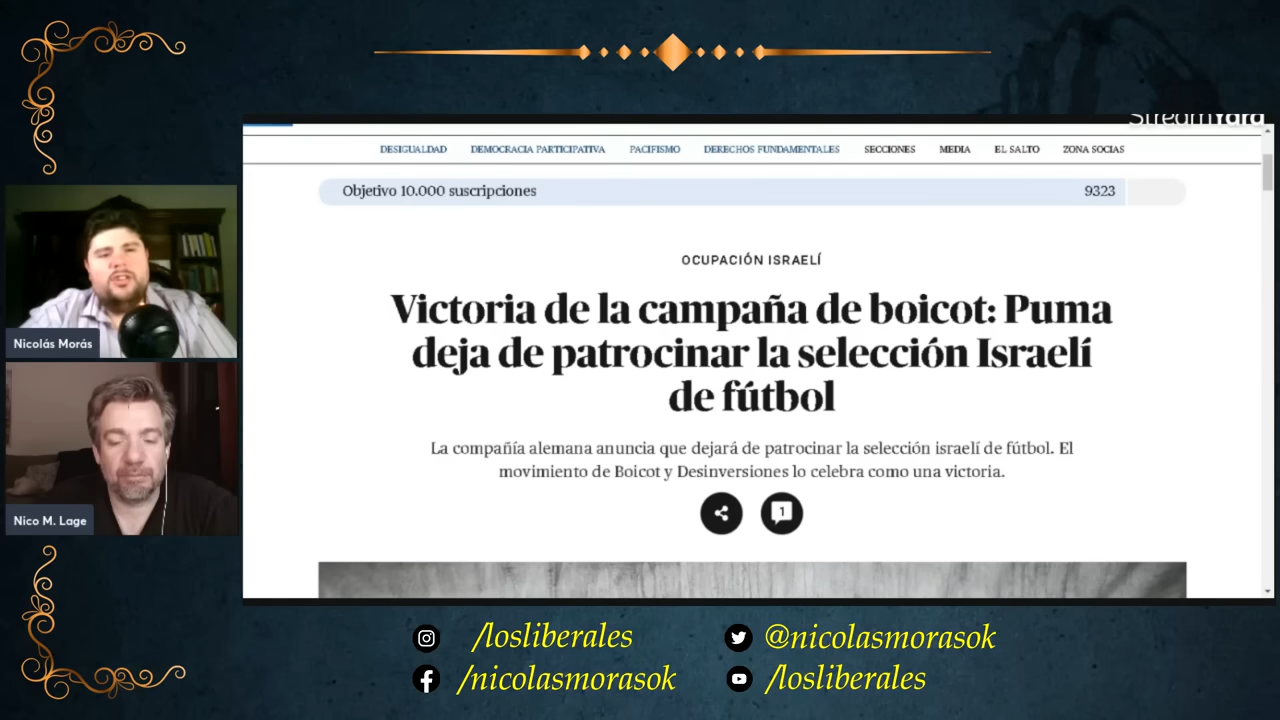 StreamYard
DESIGUALDAD DEMOCRACIA PARTICIPATIVA PACIFISMO DERECHOS FUNDAMENTALES SECCIONES MEDIA EL SALTO ZONA SOCIAS
Objetivo 10.000 suscripciones 9323
OCUPACIÓN ISRAELÍ
Victoria de la campaña de boicot: Puma
deja de patrocinar la selección Israelí
de fútbol
La compañía alemana anuncia que dejará de patrocinar la selección israelí de fútbol. El
movimiento de Boicot y Desinversiones lo celebra como una victoria.
1
Nicolás Morás
Nico M. Lage
/losliberales @nicolasmorasok
/nicolasmorasok /losliberales